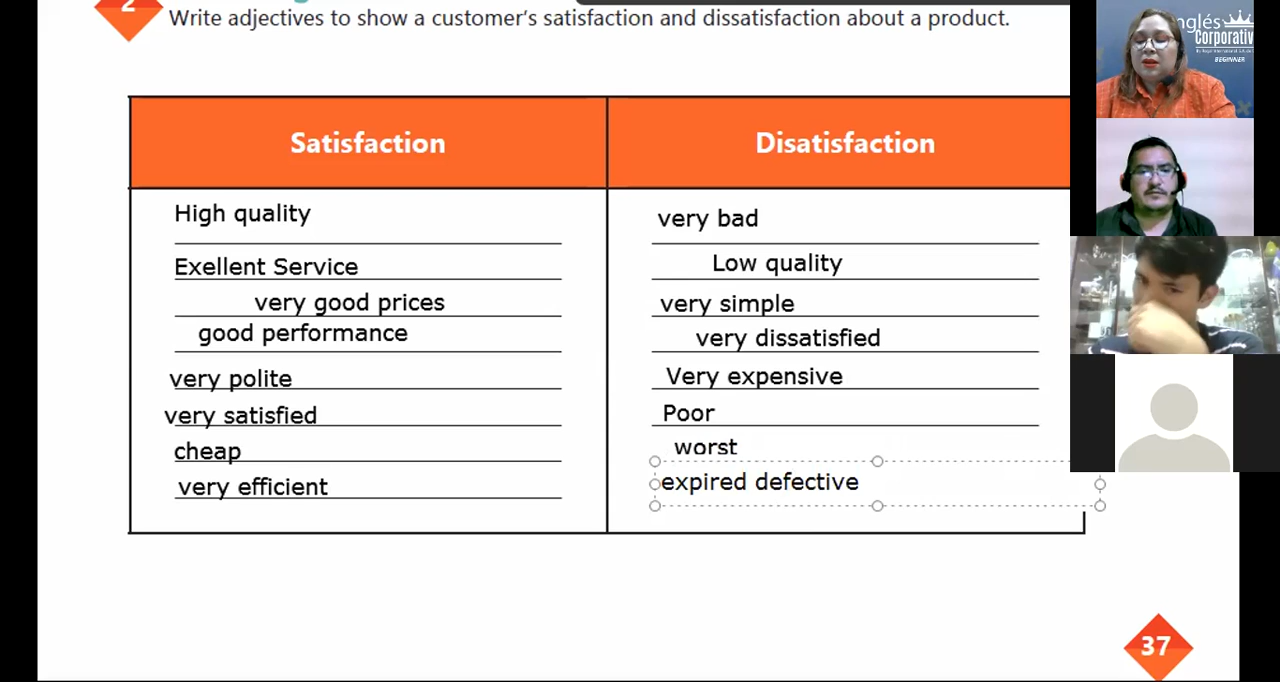 2
Write adjectives to show a customer's satisfaction and dissatisfaction about a product.
Satisfaction
Disatisfaction
High quality
Exellent Service
very good prices
good performance
very polite
very satisfied
cheap
very efficient
very bad
Low quality
very simple
very dissatisfied
Very expensive
Poor
worst
expired defective
37
nglés
Corporativ
BEGINNER